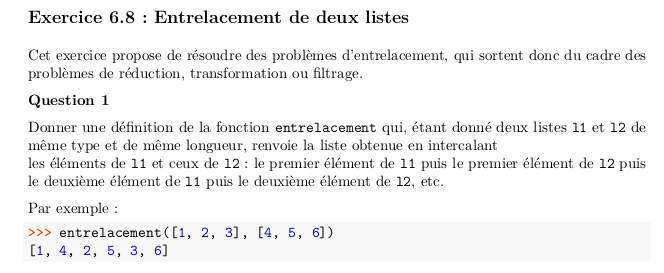 Exercice 6.8 : Entrelacement de deux listes
Cet exercice propose de résoudre des problèmes d'entrelacement, qui sortent donc du cadre des
problèmes de réduction, transformation ou filtrage.
Question 1
Donner une définition de la fonction entrelacement qui, étant donné deux listes l1 et l2 de
même type et de même longueur, renvoie la liste obtenue en intercalant
les éléments de l1 et ceux de l2 : le premier élément de l1 puis le premier élément de l2 puis
le deuxième élément de l1 puis le deuxième élément de l2, etc.
Par exemple :
>>> entrelacement([1, 2, 3], [4, 5, 6])
[1, 4, 2, 5, 3, 6]